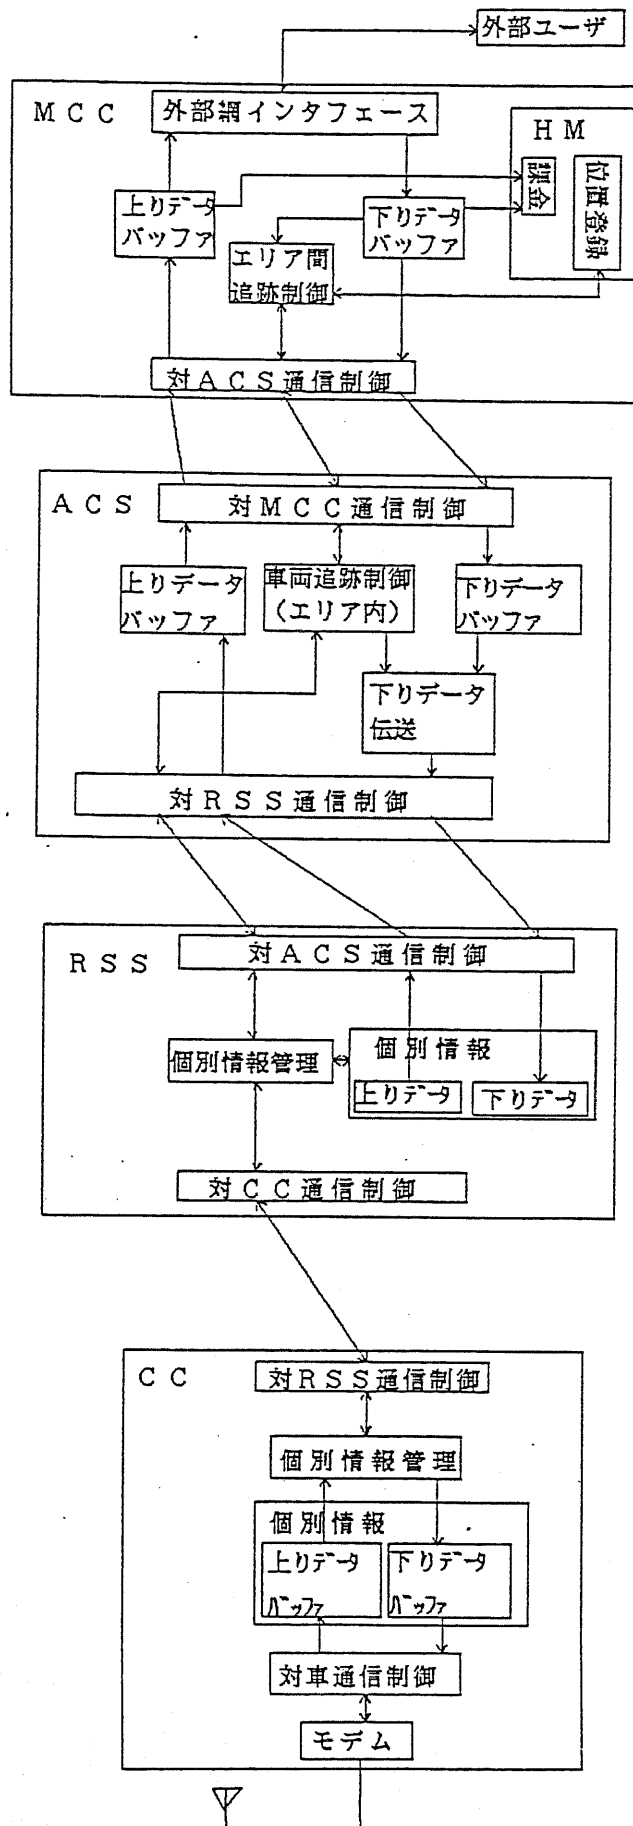 外部ユーザ
MCC
外部網インタフェース
HM
課金
位置登録
上りデータ
バッファ
下りデータ
バッファ
エリア間
追跡制御
対ACS通信制御
ACS
対MCC通信制御
上りデータ
バッファ
車両追跡制御
(エリア内)
下りデータ
バッファ
下りデータ
伝送
対RSS通信制御
RSS
対ACS通信制御
個別情報管理
個別情報
上りデータ
下りデータ
対CC通信制御
CC
対RSS通信制御
個別情報管理
個別情報
上りデータ
バッファ
下りデータ
バッファ
対車通信制御
モデム